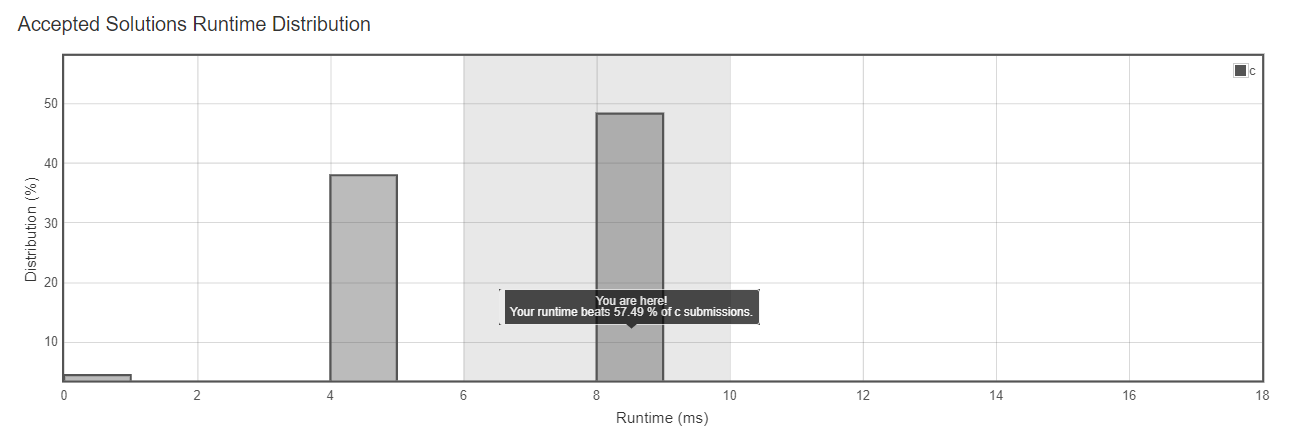 Accepted Solutions Runtime Distribution
c
50
40
30
20
10
Distribution (%)
You are here!
Your runtime beats 57.49 % of c submissions.
0 2 4 6 8 10 12 14 16 18
Runtime (ms)